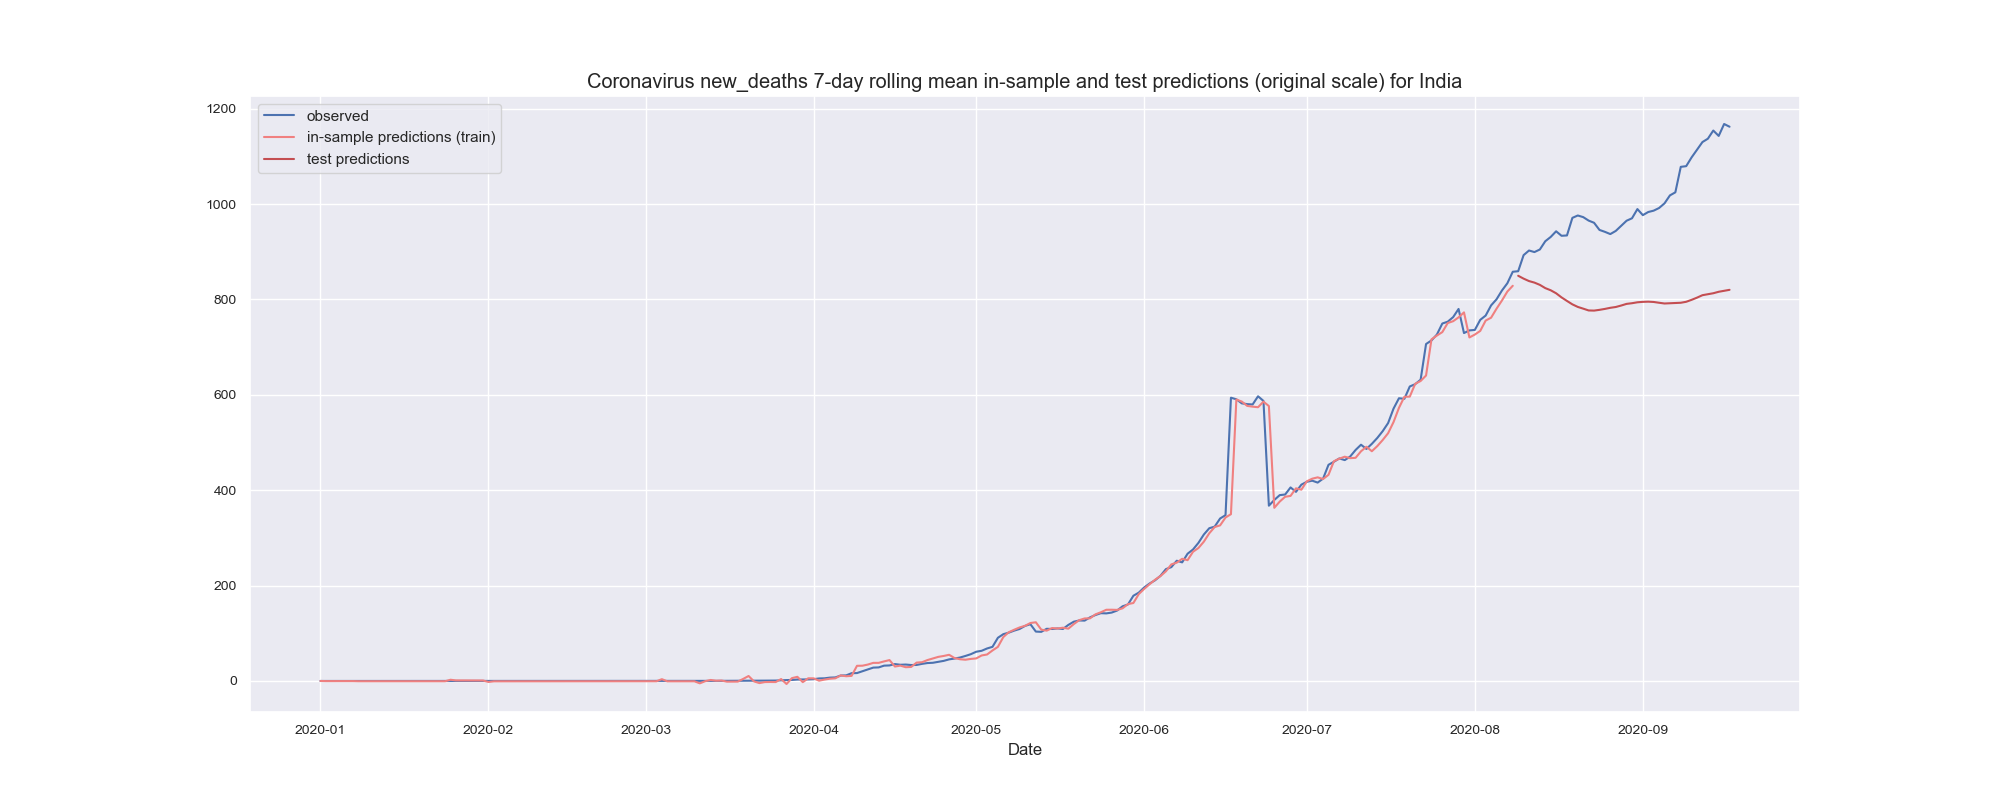 Coronavirus new_deaths 7-day rolling mean in-sample and test predictions (original scale) for India
observed
in-sample predictions (train)
test predictions
1200
1000
800
600
400
200
0
2020-01 2020-02 2020-03 2020-04 2020-05 2020-06 2020-07 2020-08 2020-09
Date